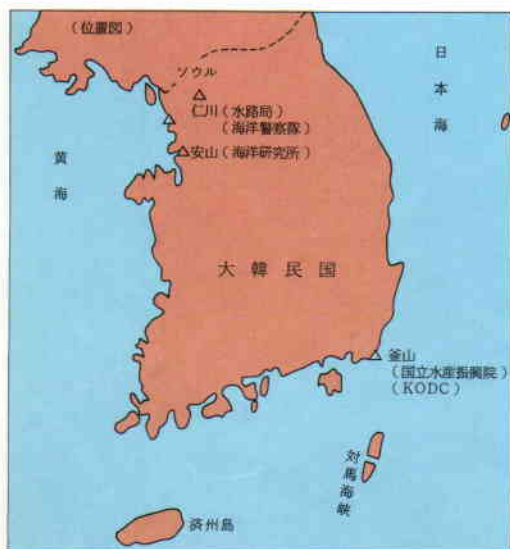 (位置図)
ソウル
仁川(水路局)
(海洋警察隊)
安山(海洋研究所)
黄海
日本海
大韓民国
釜山
(国立水産振興院)
(KODC)
対馬海峡
済州島